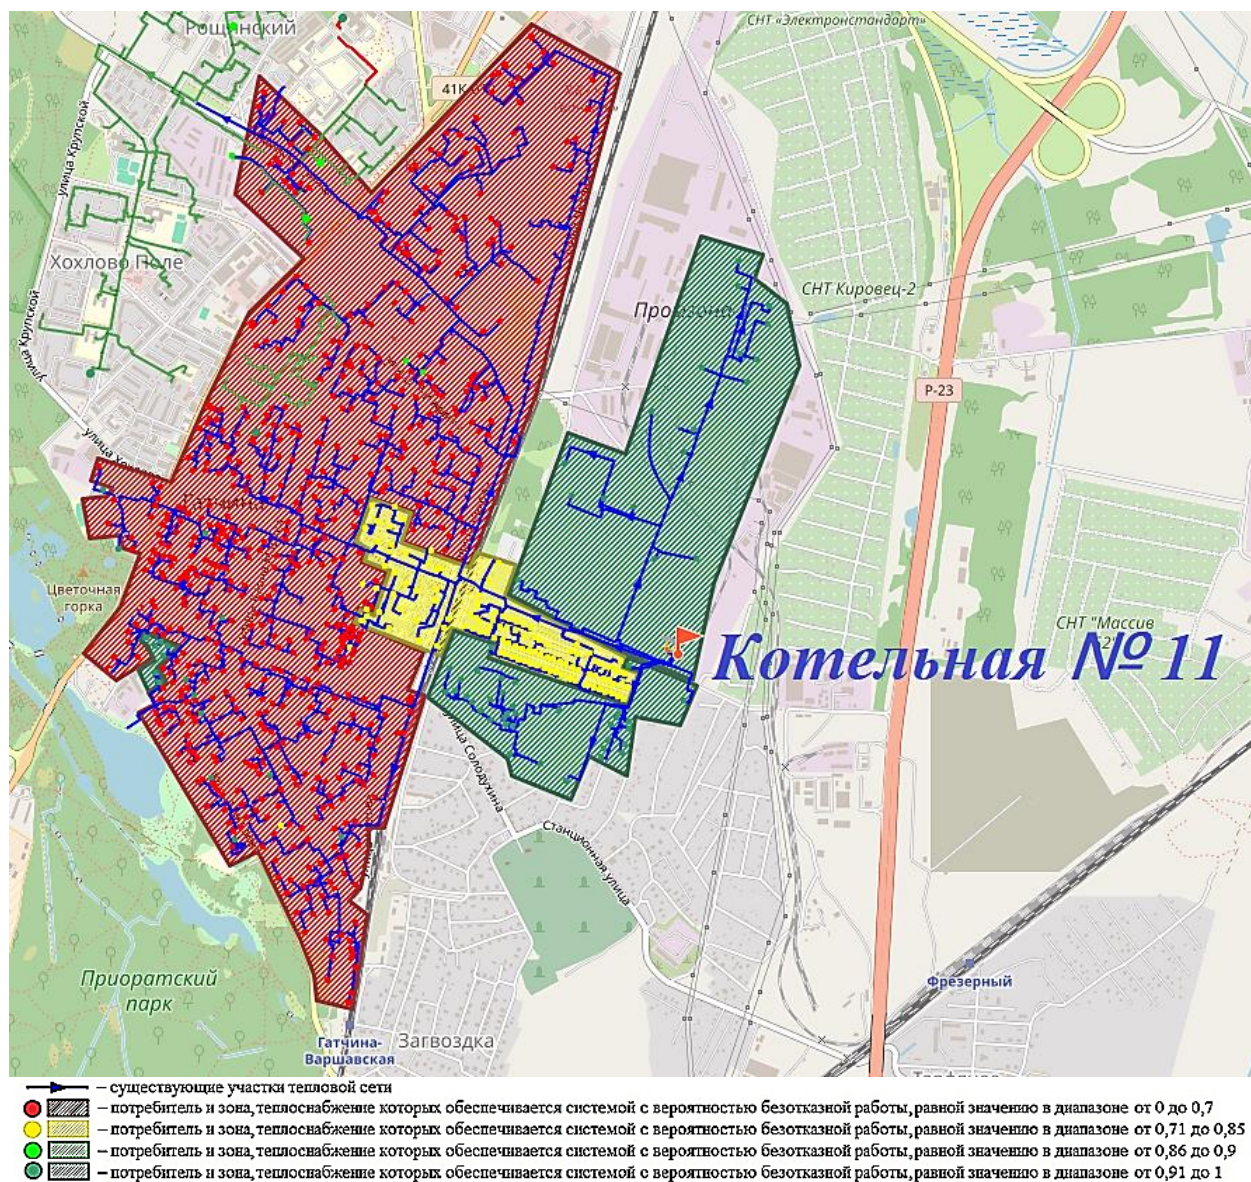 СНТ «Электронстандарт»
Рощинский
41К
улица Крупской
Хохлово Поле
СНТ Кировец-2
Промзона
улица Крупской
Р-23
улица Хохлова
Гатчина
Цветочная
горка
СНТ "Массив
Котельная № 11
улица Солодухина
Станционная улица
Приоратский
парк
Фрезерный
Гатчина-
Варшавская
Загвоздка
– существующие участки тепловой сети
– потребитель и зона, теплоснабжение которых обеспечивается системой с вероятностью безотказной работы, равной значению в диапазоне от 0 до 0,7
– потребитель и зона, теплоснабжение которых обеспечивается системой с вероятностью безотказной работы, равной значению в диапазоне от 0,71 до 0,85
– потребитель и зона, теплоснабжение которых обеспечивается системой с вероятностью безотказной работы, равной значению в диапазоне от 0,86 до 0,9
– потребитель и зона, теплоснабжение которых обеспечивается системой с вероятностью безотказной работы, равной значению в диапазоне от 0,91 до 1